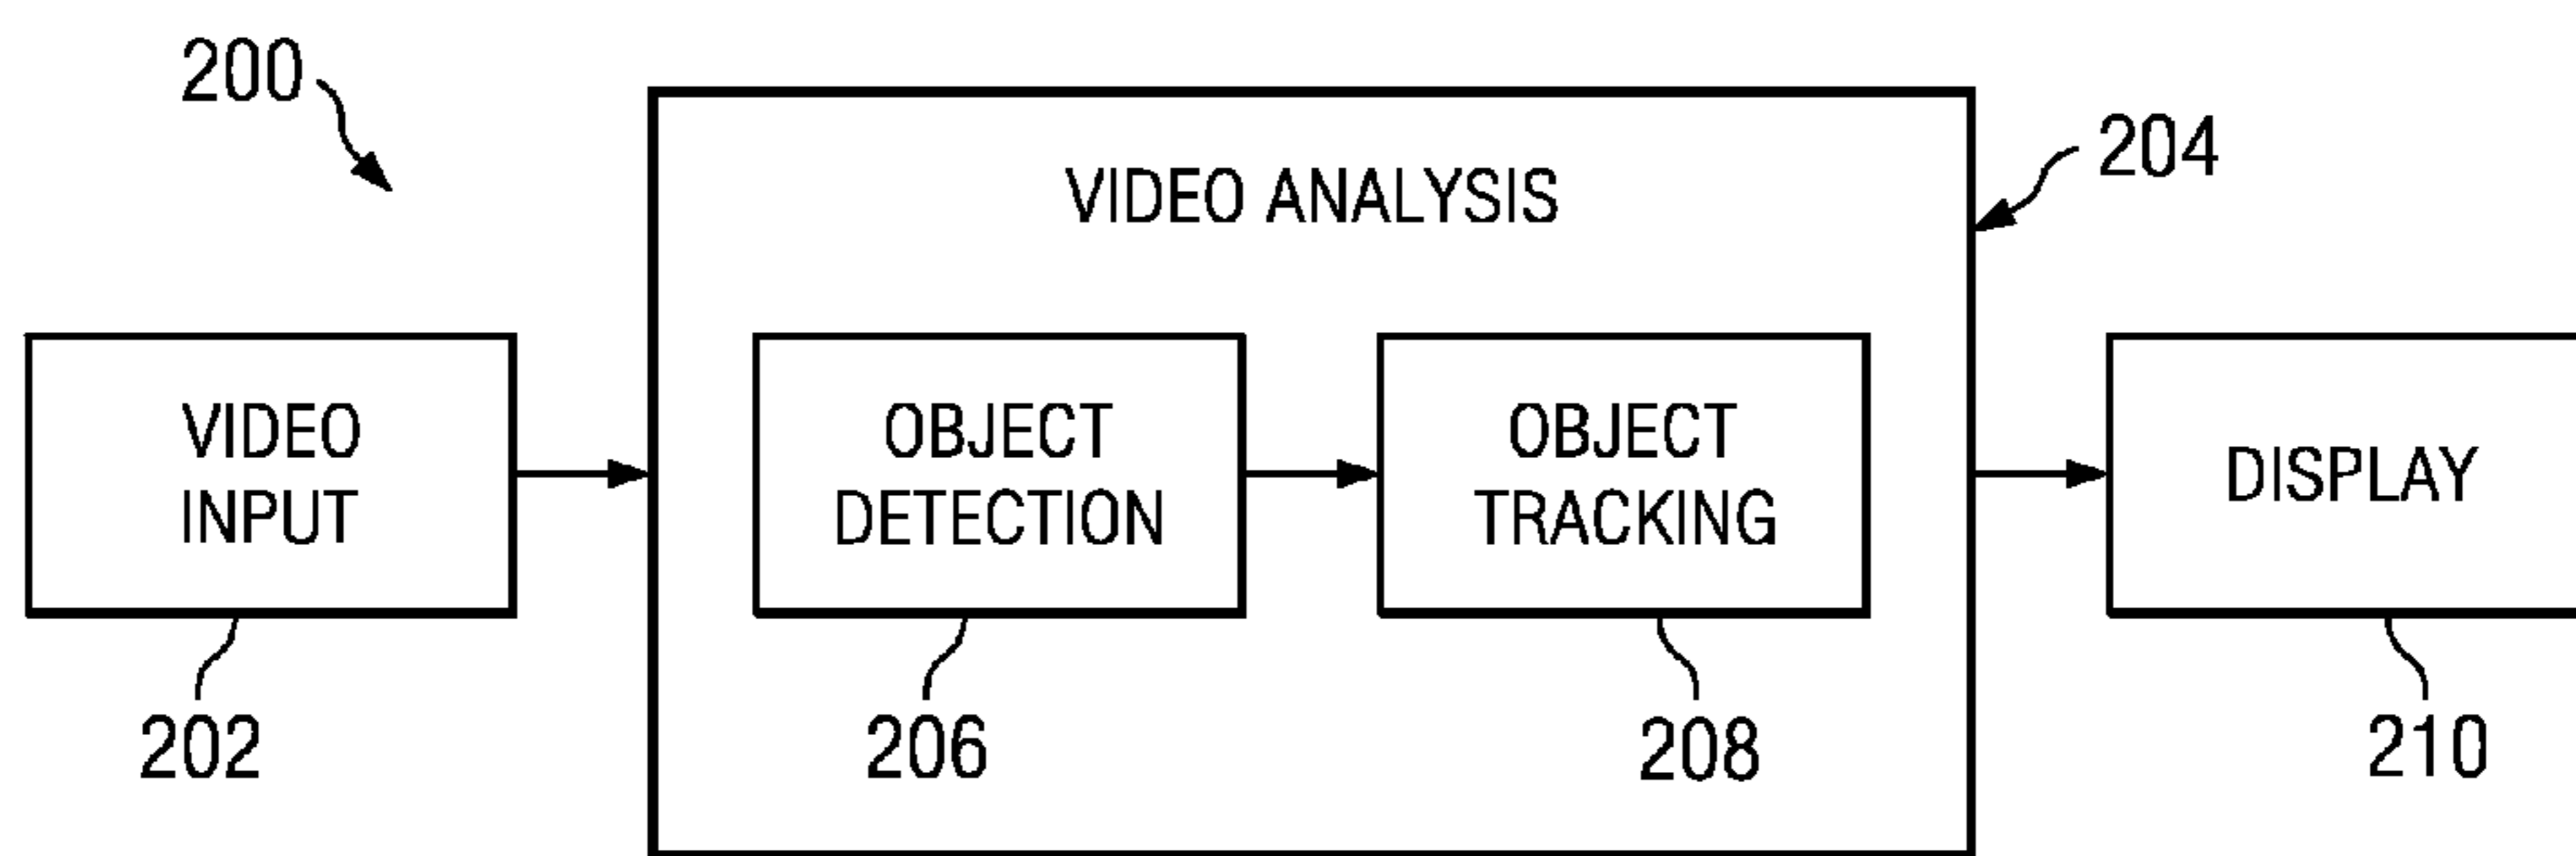 200
204
VIDEO ANALYSIS
VIDEO
INPUT
OBJECT
DETECTION
OBJECT
TRACKING
DISPLAY
202
206
208
210